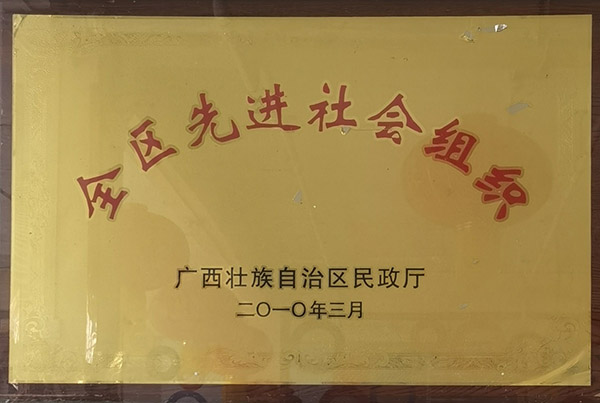 全区先进社会组织
广西壮族自治区民政厅
二〇一〇年三月